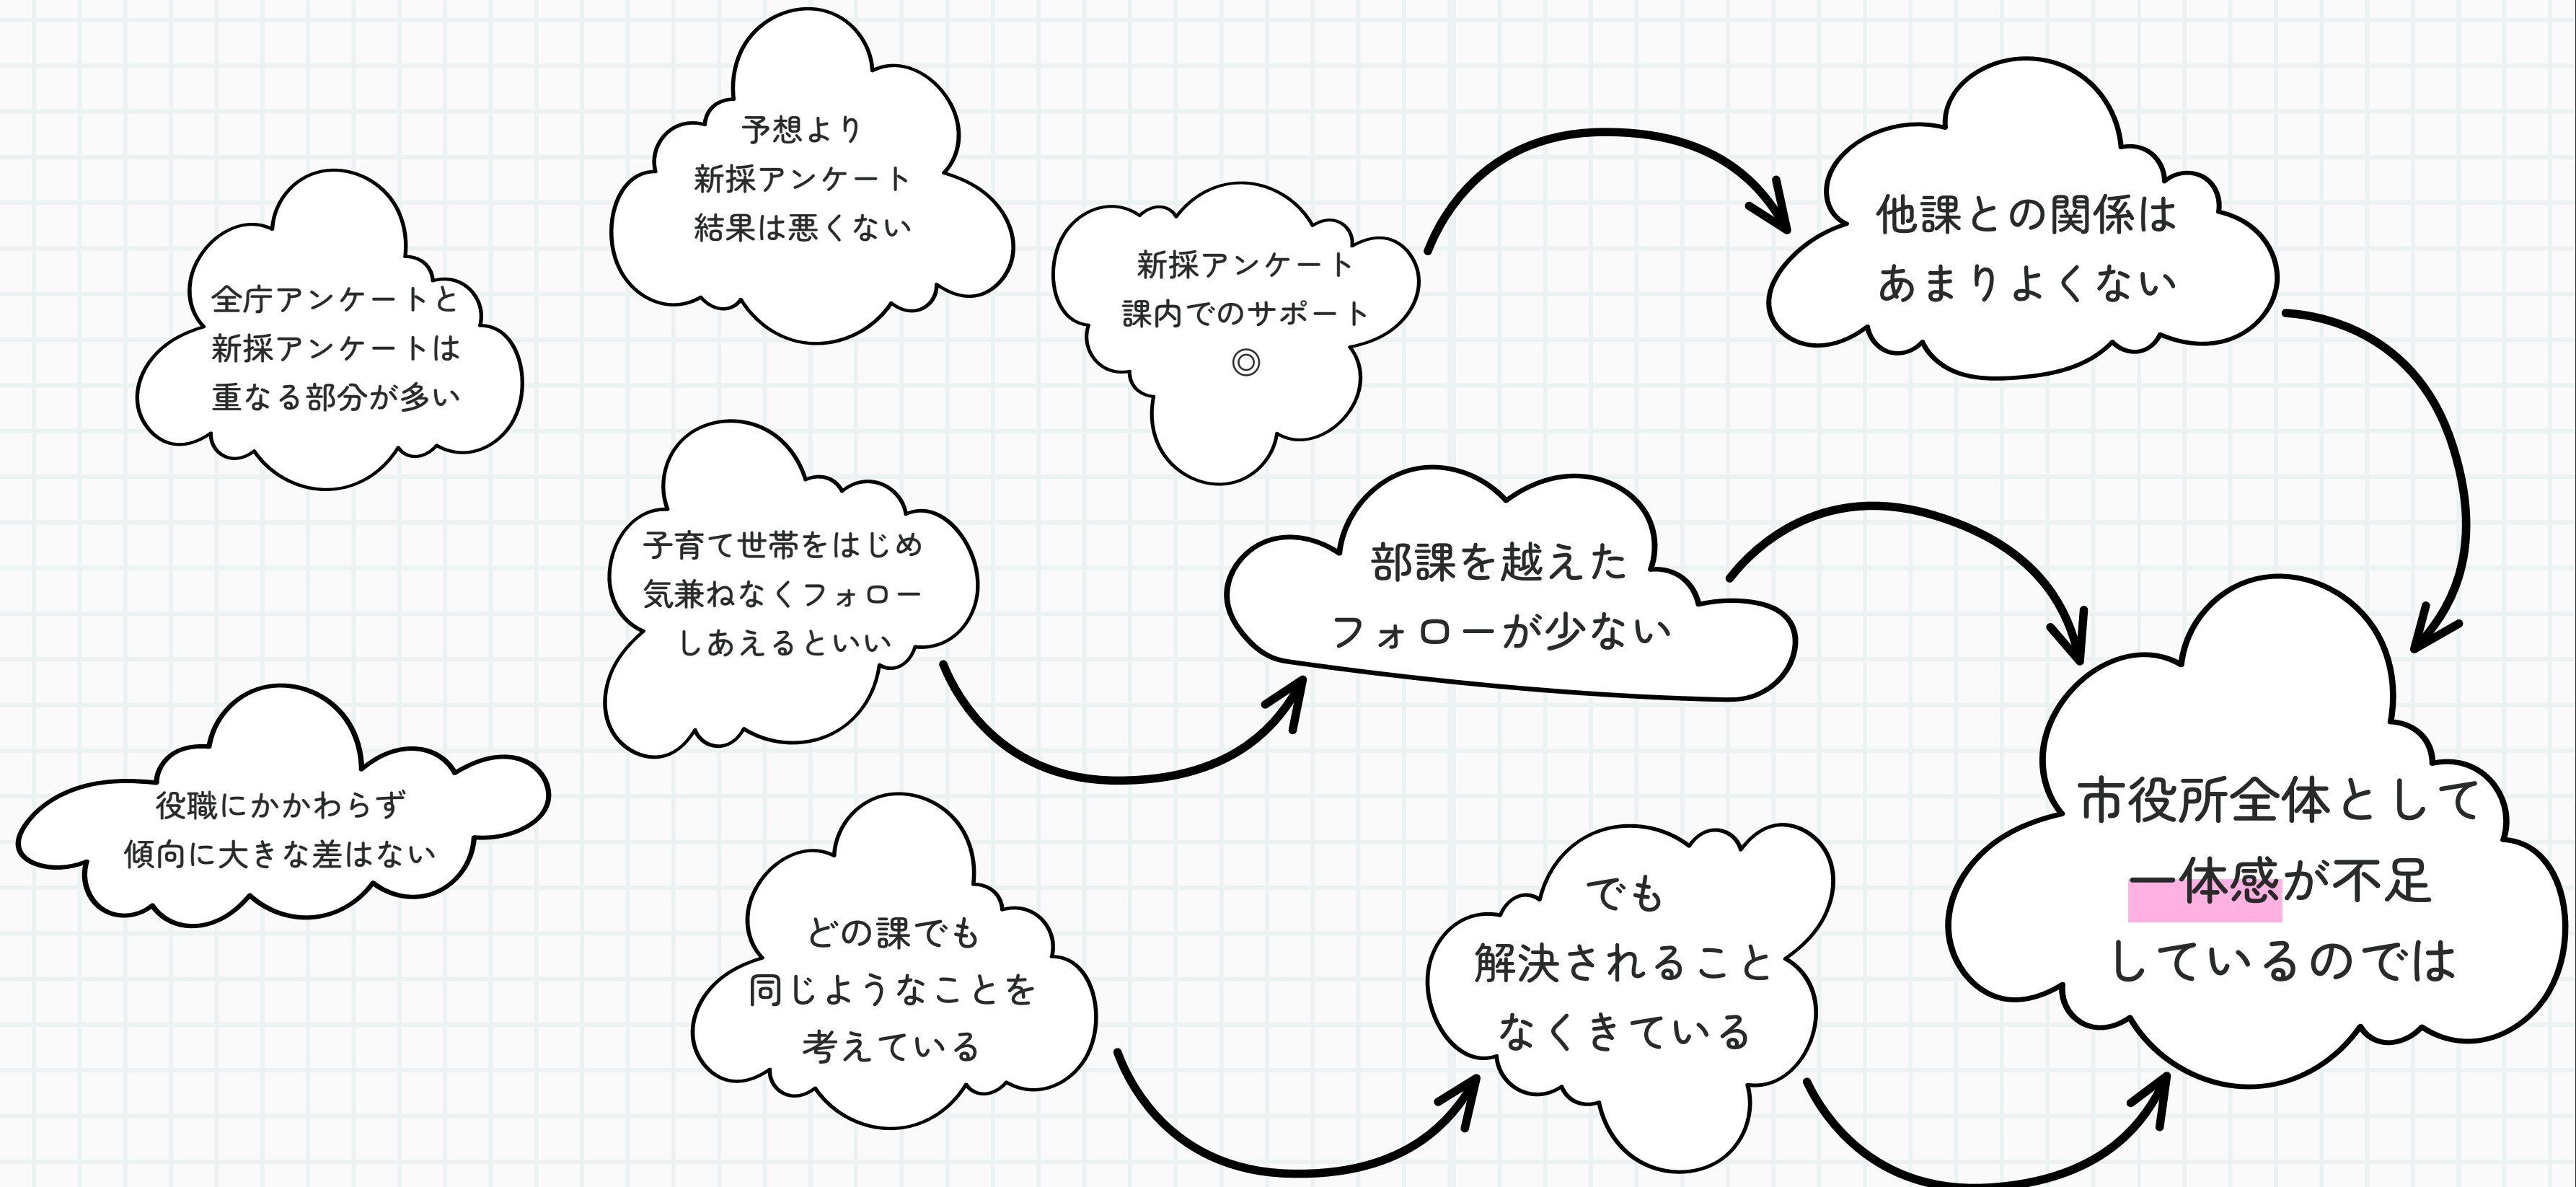 予想より
新採アンケート
結果は悪くない
全庁アンケートと
新採アンケートは
重なる部分が多い
新採アンケート
課内でのサポート
◎
他課との関係は
あまりよくない
子育て世帯をはじめ
気兼ねなくフォロー
しあえるといい
部課を越えた
フォローが少ない
役職にかかわらず
傾向に大きな差はない
どの課でも
同じようなことを
考えている
でも
解決されること
なくきている
市役所全体として
一体感が不足
しているのでは